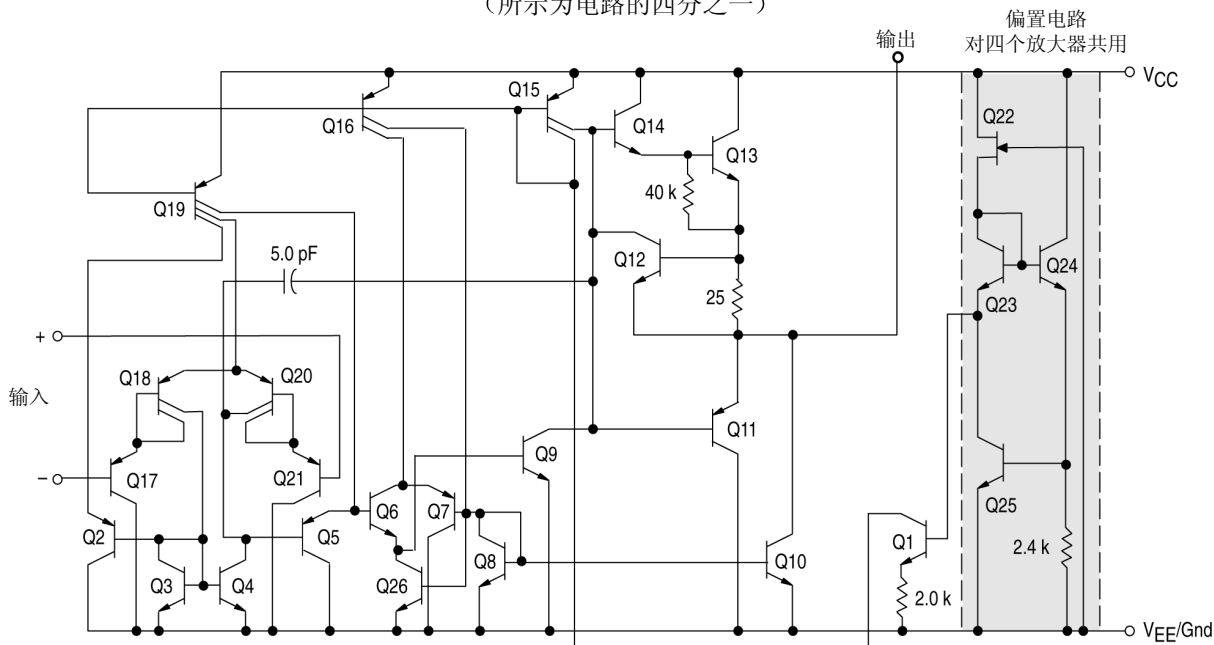 （所示为电路的四分之一）
偏置电路
对四个放大器共用
输出
VCC
Q15
Q16
Q14
Q13
Q22
40 k
Q19
5.0 pF
Q12
Q24
Q23
25
+
Q18
Q20
输入
Q11
−
Q17
Q21
Q9
Q25
Q2
Q5
Q6
Q7
Q8
Q1
2.4 k
Q3
Q4
Q26
Q10
2.0 k
VEE/Gnd